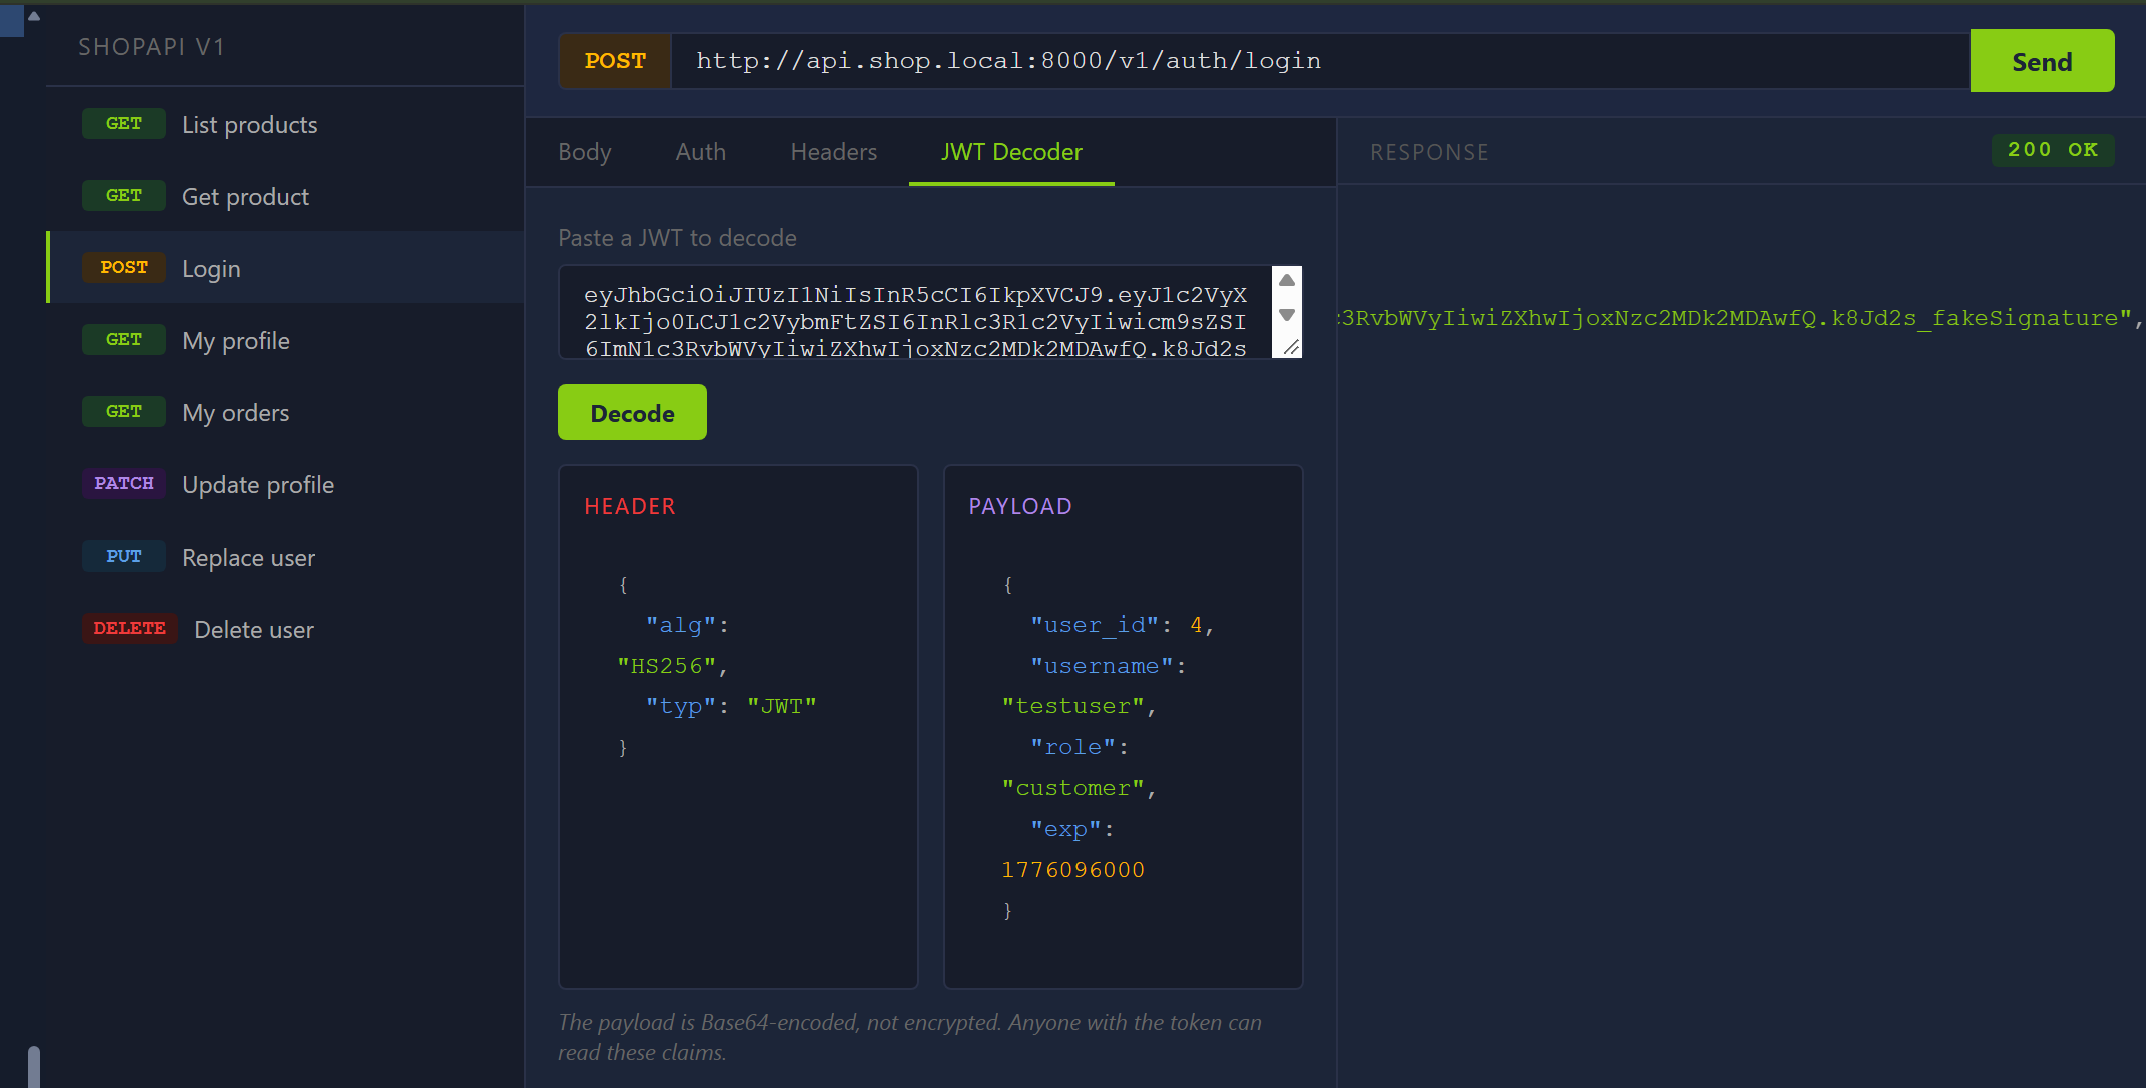 SHOPAPI V1
GET List products
GET Get product
POST Login
GET My profile
GET My orders
PATCH Update profile
PUT Replace user
DELETE Delete user
POST http://api.shop.local:8000/v1/auth/login Send
Body Auth Headers JWT Decoder
Paste a JWT to decode
eyJhbGciOiJIUzI1NiIsInR5cCI6IkpXVCJ9.eyJ1c2VyX
2lkIjo0LCJ1c2VybmFtZSI6InRlc3R1c2VyIiwicm9sZSI
6ImN1c3RvbWVyIiwiZXhwIjoxNzc2MDk2MDAwfQ.k8Jd2s
Decode
HEADER
{
"alg":
"HS256",
"typ": "JWT"
}
PAYLOAD
{
"user_id": 4,
"username":
"testuser",
"role":
"customer",
"exp":
1776096000
}
The payload is Base64-encoded, not encrypted. Anyone with the token can
read these claims.
RESPONSE 200 OK
c3RvbWVyIiwiZXhwIjoxNzc2MDk2MDAwfQ.k8Jd2s_fakeSignature",